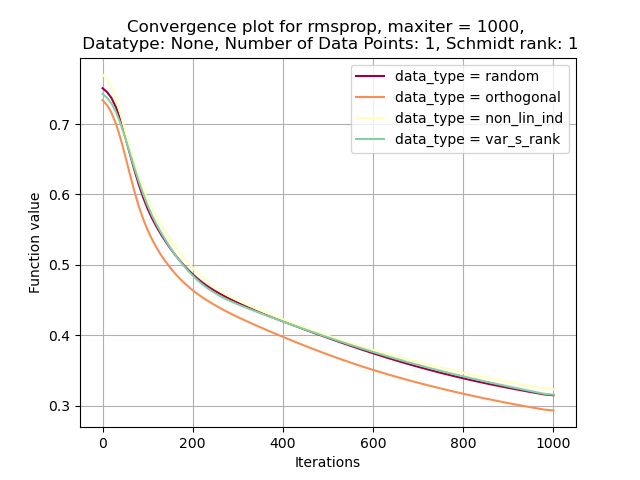 Convergence plot for rmsprop, maxiter = 1000,
Datatype: None, Number of Data Points: 1, Schmidt rank: 1
data_type = random
data_type = orthogonal
data_type = non_lin_ind
data_type = var_s_rank
Function value
0.7
0.6
0.5
0.4
0.3
0 200 400 600 800 1000
Iterations